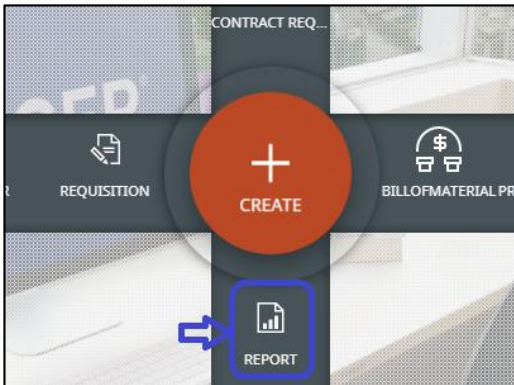 CONTRACT REQ...
REQUISITION
CREATE
BILLOFMATERIAL PR
REPORT